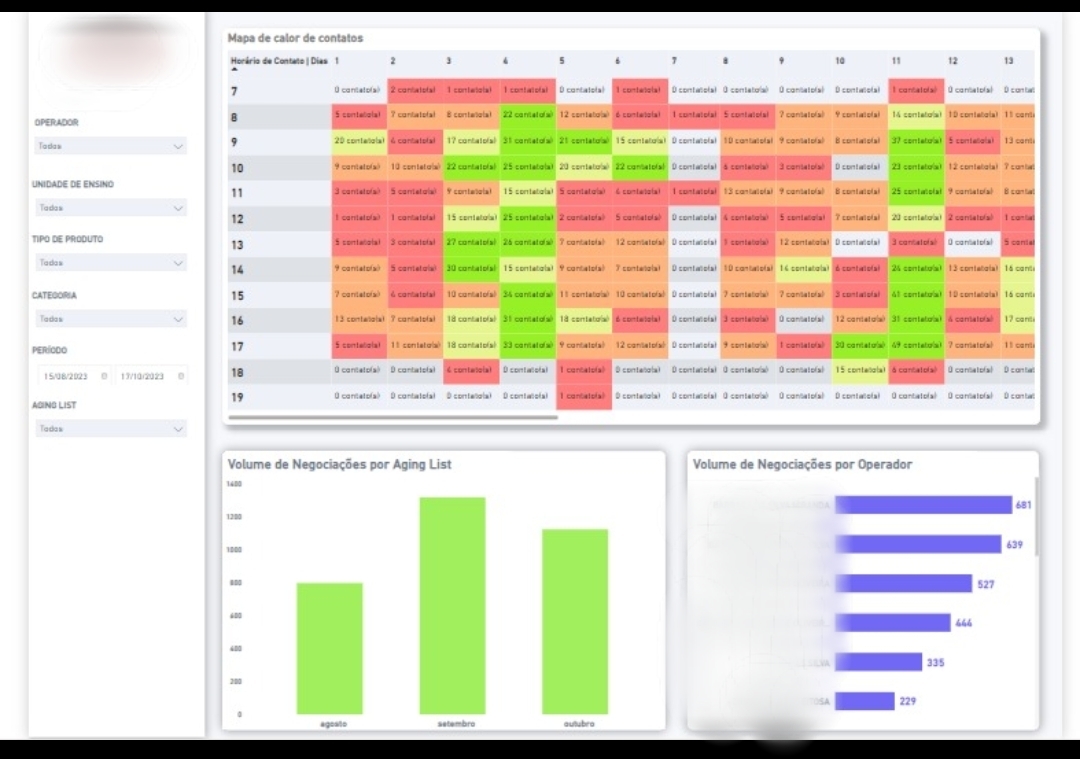 Mapa de calor de contatos
Horário de Contato | Dias 1 2 3 4 5 6 7 8 9 10 11 12 13
7 0 contato(s) 2 contato(s) 1 contato(s) 1 contato(s) 0 contato(s) 1 contato(s) 0 contato(s) 0 contato(s) 0 contato(s) 0 contato(s) 1 contato(s) 0 contato(s) 0 contat
8 5 contato(s) 7 contato(s) 8 contato(s) 22 contato(s) 12 contato(s) 6 contato(s) 1 contato(s) 5 contato(s) 7 contato(s) 9 contato(s) 14 contato(s) 10 contato(s) 11 cont
9 20 contato(s) 4 contato(s) 17 contato(s) 31 contato(s) 21 contato(s) 15 contato(s) 0 contato(s) 10 contato(s) 9 contato(s) 8 contato(s) 37 contato(s) 5 contato(s) 13 cont
10 9 contato(s) 10 contato(s) 22 contato(s) 25 contato(s) 20 contato(s) 22 contato(s) 0 contato(s) 6 contato(s) 3 contato(s) 0 contato(s) 23 contato(s) 12 contato(s) 7 contat
11 3 contato(s) 5 contato(s) 9 contato(s) 15 contato(s) 5 contato(s) 4 contato(s) 1 contato(s) 13 contato(s) 9 contato(s) 8 contato(s) 25 contato(s) 9 contato(s) 8 contat
12 1 contato(s) 1 contato(s) 15 contato(s) 25 contato(s) 2 contato(s) 5 contato(s) 0 contato(s) 4 contato(s) 5 contato(s) 7 contato(s) 20 contato(s) 2 contato(s) 1 contat
13 5 contato(s) 3 contato(s) 27 contato(s) 26 contato(s) 7 contato(s) 12 contato(s) 0 contato(s) 1 contato(s) 12 contato(s) 0 contato(s) 3 contato(s) 0 contato(s) 5 contat
14 9 contato(s) 5 contato(s) 30 contato(s) 15 contato(s) 9 contato(s) 7 contato(s) 0 contato(s) 10 contato(s) 14 contato(s) 6 contato(s) 24 contato(s) 13 contato(s) 16 cont
15 7 contato(s) 4 contato(s) 10 contato(s) 34 contato(s) 11 contato(s) 10 contato(s) 0 contato(s) 7 contato(s) 7 contato(s) 3 contato(s) 41 contato(s) 10 contato(s) 16 cont
16 13 contato(s) 7 contato(s) 18 contato(s) 31 contato(s) 18 contato(s) 6 contato(s) 0 contato(s) 3 contato(s) 0 contato(s) 12 contato(s) 31 contato(s) 4 contato(s) 17 cont
17 5 contato(s) 11 contato(s) 18 contato(s) 33 contato(s) 9 contato(s) 12 contato(s) 0 contato(s) 9 contato(s) 1 contato(s) 30 contato(s) 49 contato(s) 7 contato(s) 11 cont
18 0 contato(s) 0 contato(s) 4 contato(s) 0 contato(s) 1 contato(s) 0 contato(s) 0 contato(s) 0 contato(s) 0 contato(s) 15 contato(s) 6 contato(s) 0 contato(s) 0 contat
19 0 contato(s) 0 contato(s) 0 contato(s) 0 contato(s) 1 contato(s) 0 contato(s) 0 contato(s) 0 contato(s) 0 contato(s) 0 contato(s) 0 contato(s) 0 contato(s) 0 contat
OPERADOR
Todos
UNIDADE DE ENSINO
Todos
TIPO DE PRODUTO
Todos
CATEGORIA
Todos
PERÍODO
15/08/2023 17/10/2023
AGING LIST
Todos
Volume de Negociações por Aging List
1400
1200
1000
800
600
400
200
0
agosto setembro outubro
Volume de Negociações por Operador
681
639
527
444
335
229